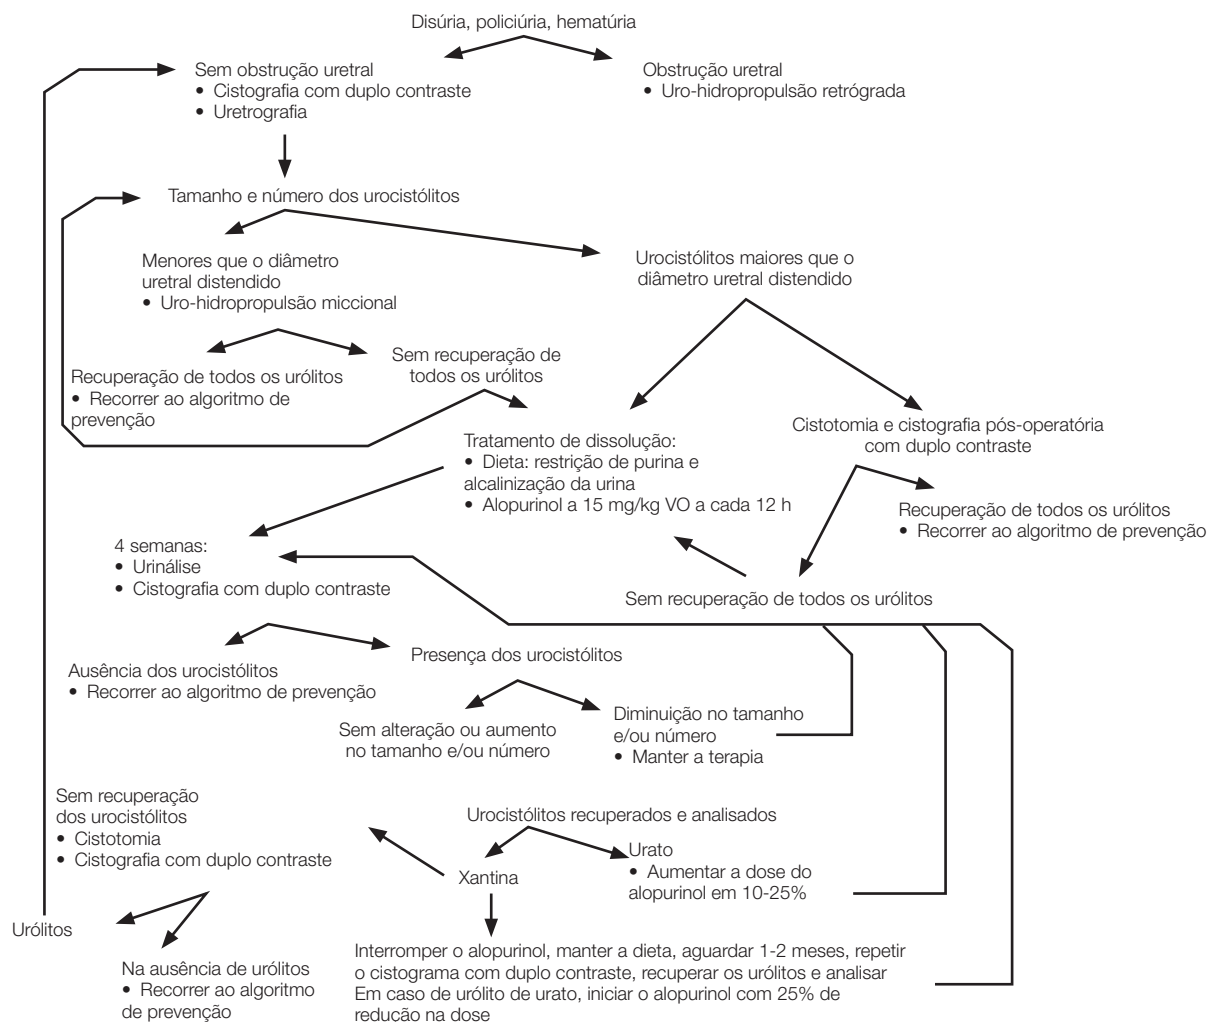 Disúria, policiúria, hematúria
Sem obstrução uretral
• Cistografia com duplo contraste
• Uretrografia
Obstrução uretral
• Uro-hidropropulsão retrógrada
Tamanho e número dos urocistólitos
Menores que o diâmetro
uretral distendido
• Uro-hidropropulsão miccional
Urocistólitos maiores que o
diâmetro uretral distendido
Recuperação de todos os urólitos
• Recorrer ao algoritmo de
prevenção
Sem recuperação de
todos os urólitos
Tratamento de dissolução:
• Dieta: restrição de purina e
alcalinização da urina
• Alopurinol a 15 mg/kg VO a cada 12 h
Cistotomia e cistografia pós-operatória
com duplo contraste
Recuperação de todos os urólitos
• Recorrer ao algoritmo de prevenção
4 semanas:
• Urinálise
• Cistografia com duplo contraste
Sem recuperação de todos os urólitos
Ausência dos urocistólitos
• Recorrer ao algoritmo de prevenção
Presença dos urocistólitos
Sem alteração ou aumento
no tamanho e/ou número
Diminuição no tamanho
e/ou número
• Manter a terapia
Sem recuperação
dos urocistólitos
• Cistotomia
• Cistografia com duplo contraste
Urocistólitos recuperados e analisados
Urato
• Aumentar a dose do
alopurinol em 10-25%
Xantina
Urólitos
Na ausência de urólitos
• Recorrer ao algoritmo
de prevenção
Interromper o alopurinol, manter a dieta, aguardar 1-2 meses, repetir
o cistograma com duplo contraste, recuperar os urólitos e analisar
Em caso de urólito de urato, iniciar o alopurinol com 25% de
redução na dose